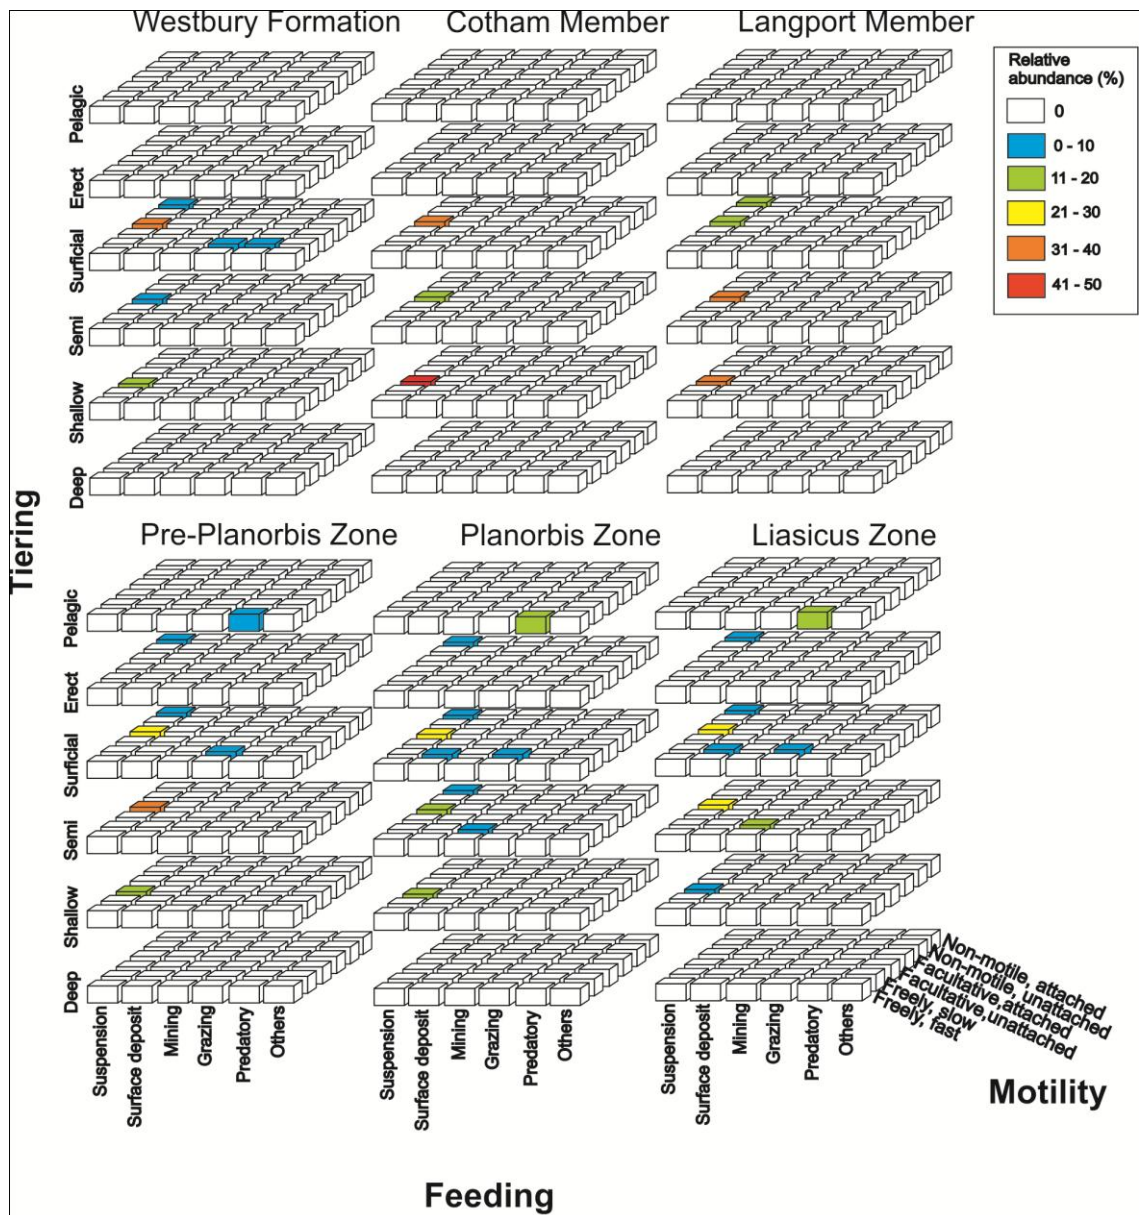 Westbury Formation
Cotham Member
Langport Member
Relative
abundance (%)
0
0 - 10
11 - 20
21 - 30
31 - 40
41 - 50
Pelagic
Erect
Surficial
Semi
Shallow
Deep
Tiering
Pre-Planorbis Zone
Planorbis Zone
Liasicus Zone
Pelagic
Erect
Surficial
Semi
Shallow
Deep
Suspension
Surface deposit
Mining
Grazing
Predatory
Others
Suspension
Surface deposit
Mining
Grazing
Predatory
Others
Suspension
Surface deposit
Mining
Grazing
Predatory
Others
Non-motile, attached
Non-motile, unattached
Facultative,attached
Facultative,unattached
Freely, slow
Freely, fast
Motility
Feeding